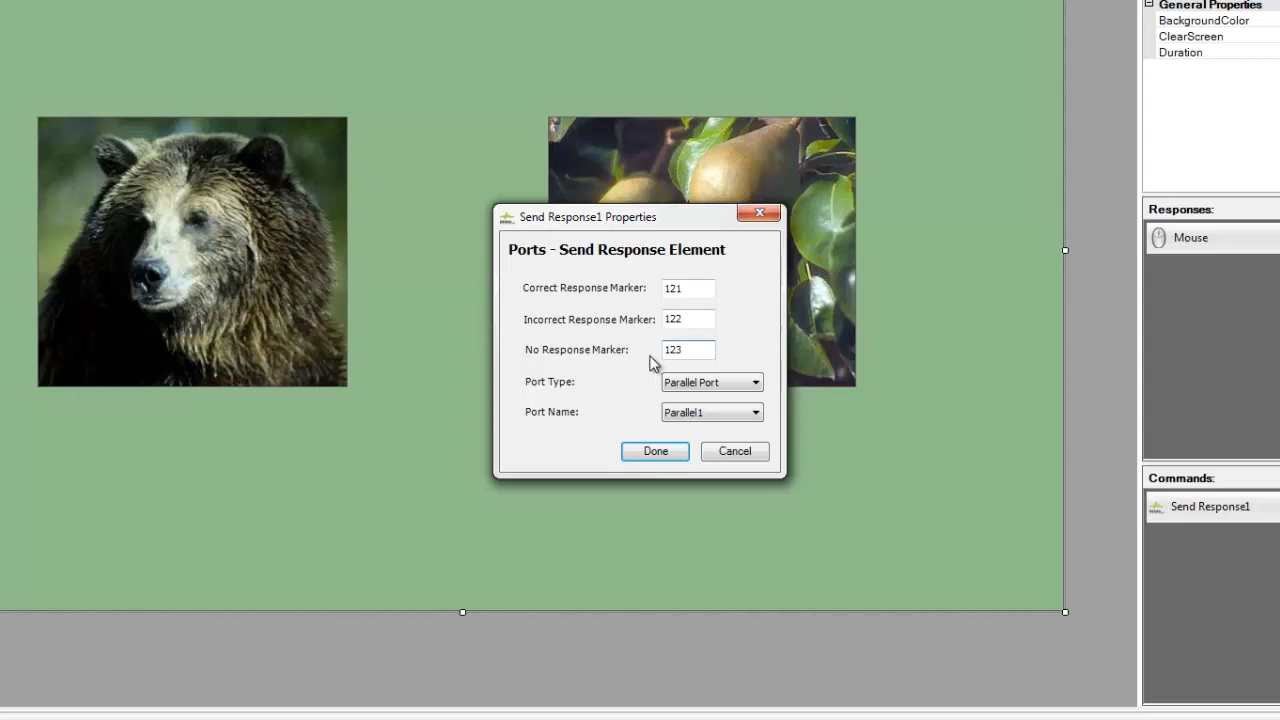 General Properties
BackgroundColor
ClearScreen
Duration
Responses:
Mouse
Send Response1 Properties
Ports - Send Response Element
Correct Response Marker: 121
Incorrect Response Marker: 122
No Response Marker: 123
Port Type: Parallel Port
Port Name: Parallel1
Done Cancel
Commands:
Send Response1